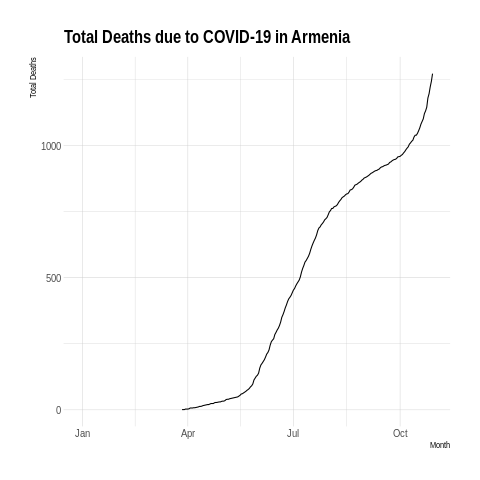 Total Deaths due to COVID-19 in Armenia
Total Deaths
1000
500
0
Jan Apr Jul Oct
Month